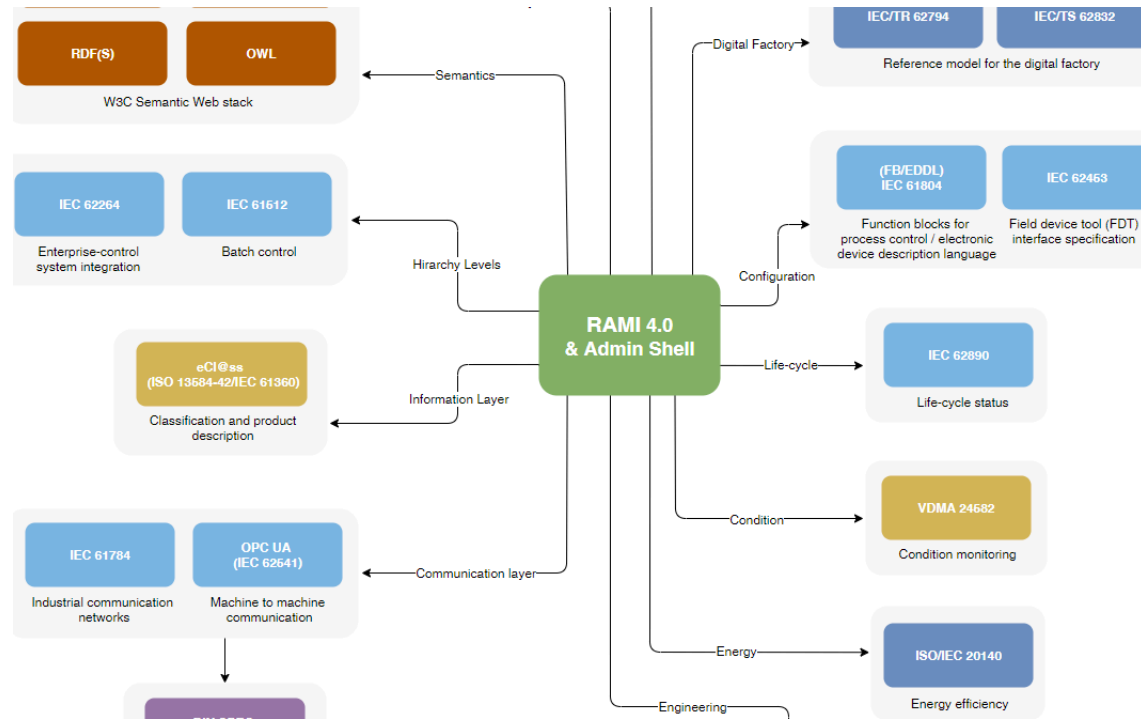 RDF(S)
OWL
W3C Semantic Web stack
Semantics
Digital Factory
IEC/TR 62794
IEC/TS 62832
Reference model for the digital factory
IEC 62264
IEC 61512
Enterprise-control
system integration
Batch control
Hirarchy Levels
(FB/EDDL)
IEC 61804
IEC 62453
Function blocks for
process control / electronic
device description language
Field device tool (FDT)
interface specification
Configuration
RAMI 4.0
& Admin Shell
eCl@ss
(ISO 13584-42/IEC 61360)
Classification and product
description
Information Layer
Life-cycle
IEC 62890
Life-cycle status
Condition
VDMA 24582
Condition monitoring
IEC 61784
OPC UA
(IEC 62541)
Industrial communication
networks
Machine to machine
communication
Communication layer
Energy
ISO/IEC 20140
Energy efficiency
Engineering